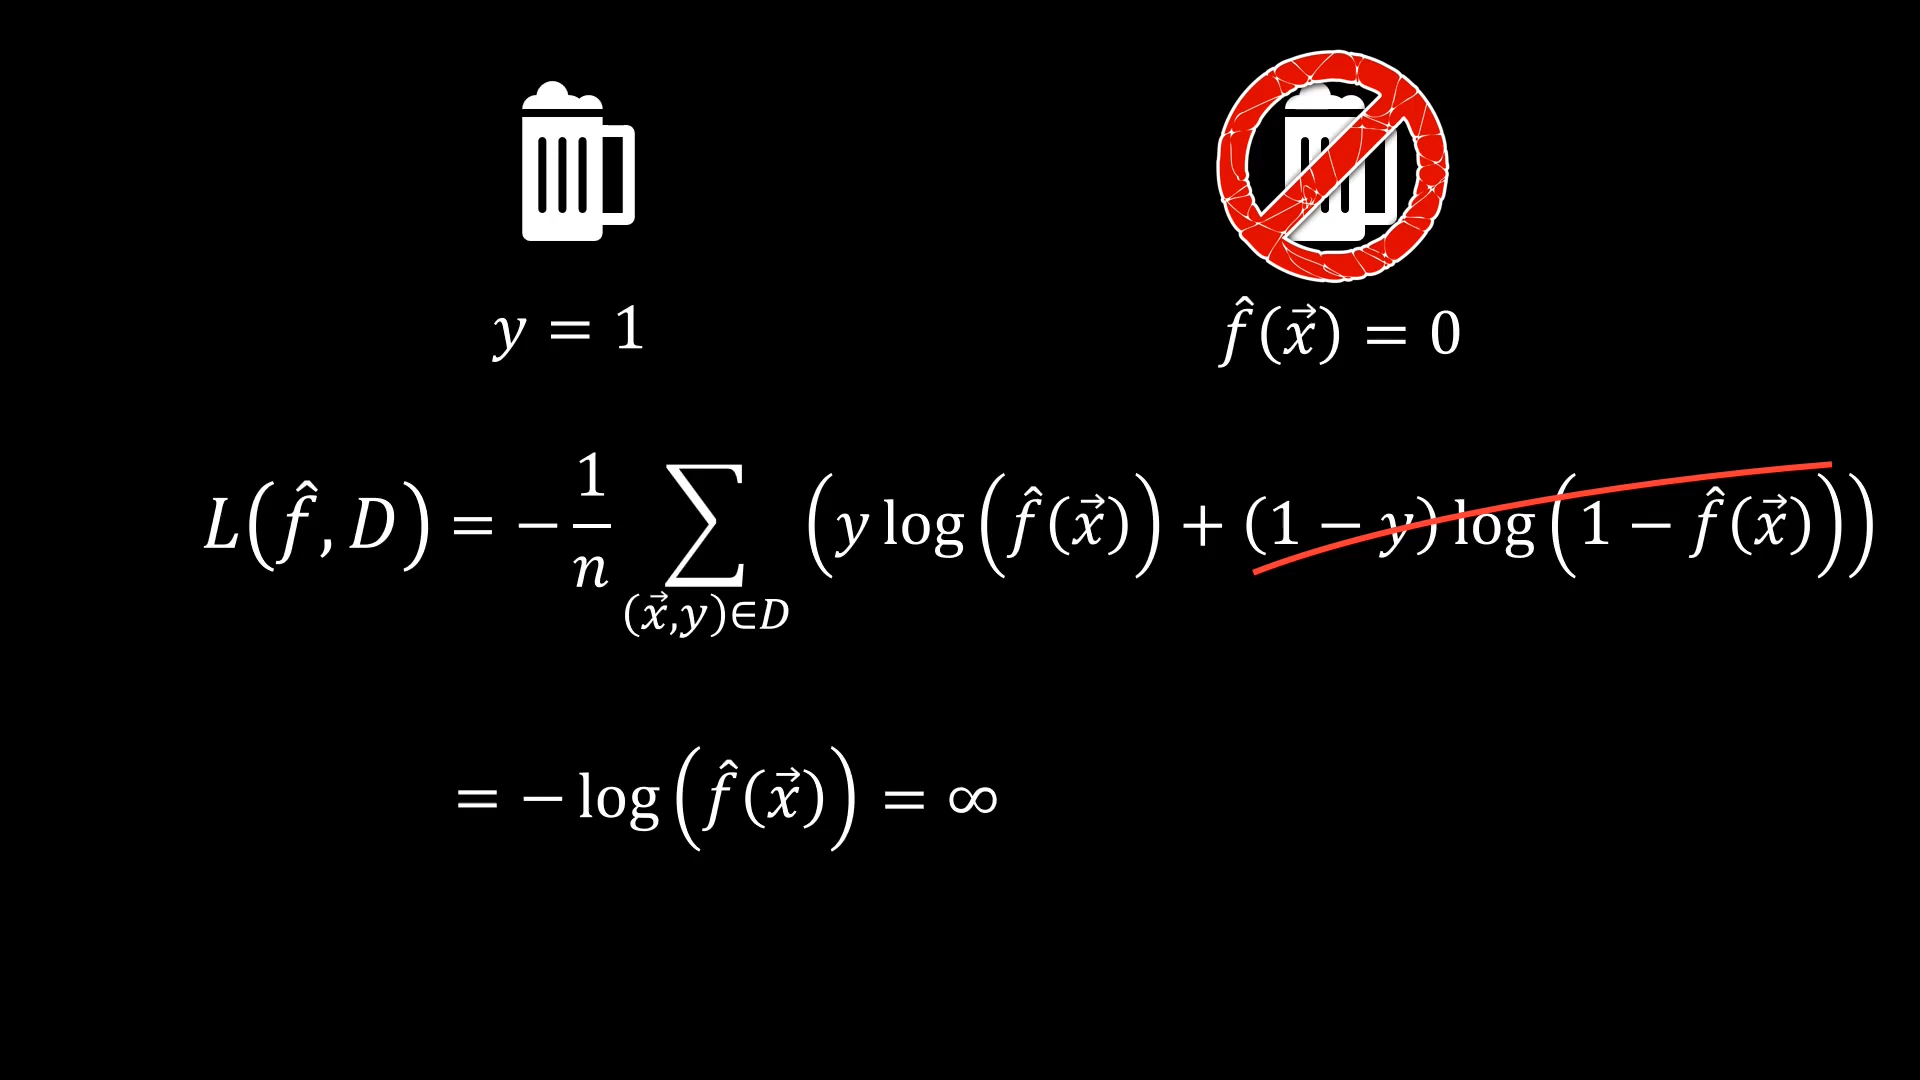 y = 1
f̂(x⃗) = 0
L(f̂, D) = −1/n ∑_{(x⃗,y)∈D} (y log(f̂(x⃗)) + (1 − y) log(1 − f̂(x⃗)))
= − log(f̂(x⃗)) = ∞